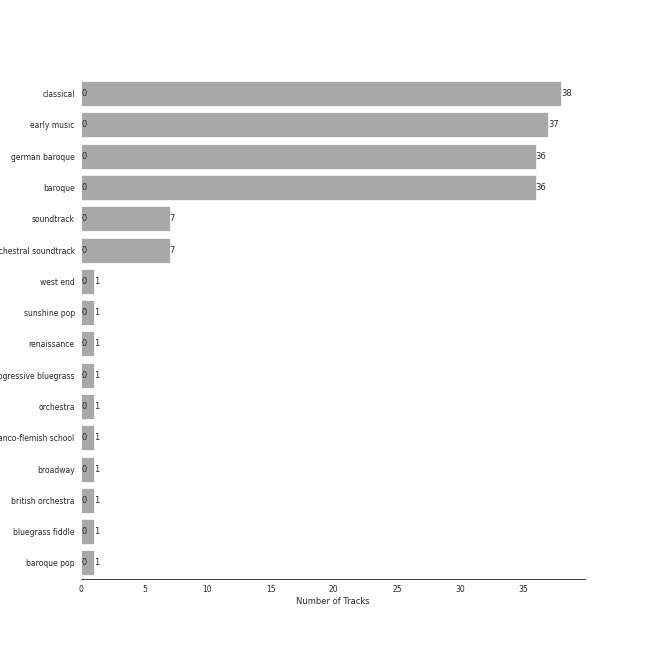 classical 0 38
early music 0 37
german baroque 0 36
baroque 0 36
soundtrack 0 7
chestral soundtrack 0 7
west end 0 1
sunshine pop 0 1
renaissance 0 1
ogressive bluegrass 0 1
orchestra 0 1
anco-flemish school 0 1
broadway 0 1
british orchestra 0 1
bluegrass fiddle 0 1
baroque pop 0 1
0 5 10 15 20 25 30 35
Number of Tracks